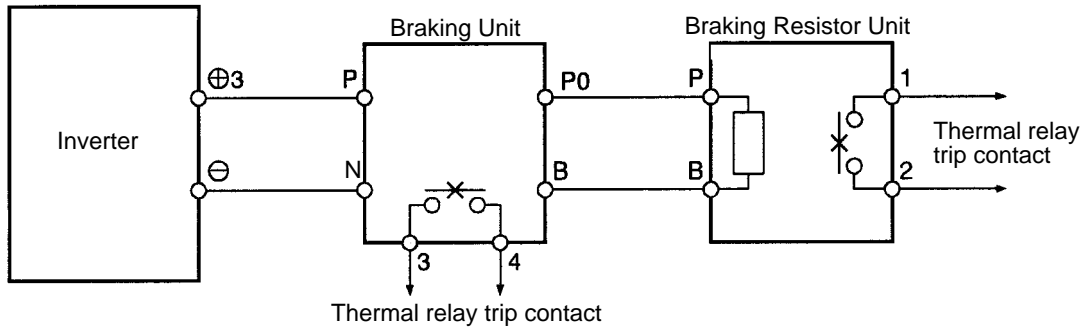 Braking Unit
Braking Resistor Unit
Inverter
⊕3
⊖
P
N
P0
B
3
4
Thermal relay trip contact
P
B
1
2
Thermal relay
trip contact